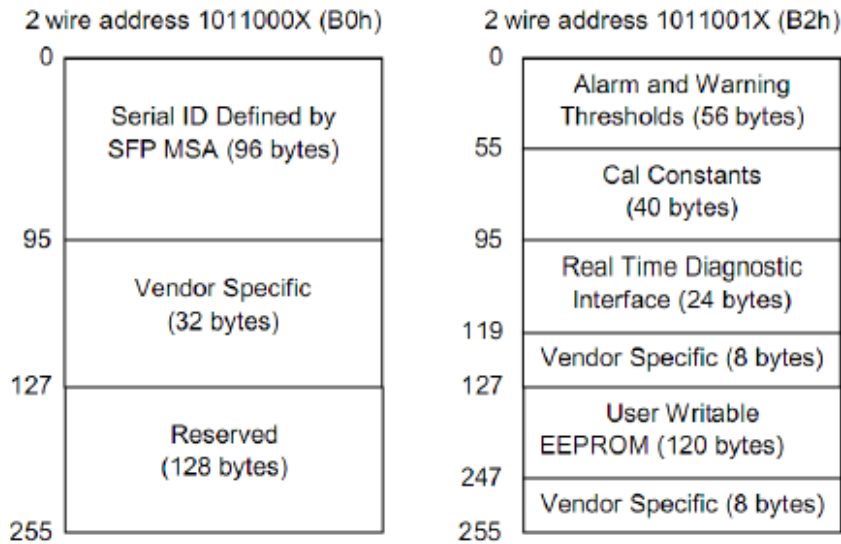 2 wire address 1011000X (B0h)
0
Serial ID Defined by
SFP MSA (96 bytes)
95
Vendor Specific
(32 bytes)
127
Reserved
(128 bytes)
255
2 wire address 1011001X (B2h)
0
Alarm and Warning
Thresholds (56 bytes)
55
Cal Constants
(40 bytes)
95
Real Time Diagnostic
Interface (24 bytes)
119
Vendor Specific (8 bytes)
127
User Writable
EEPROM (120 bytes)
247
Vendor Specific (8 bytes)
255